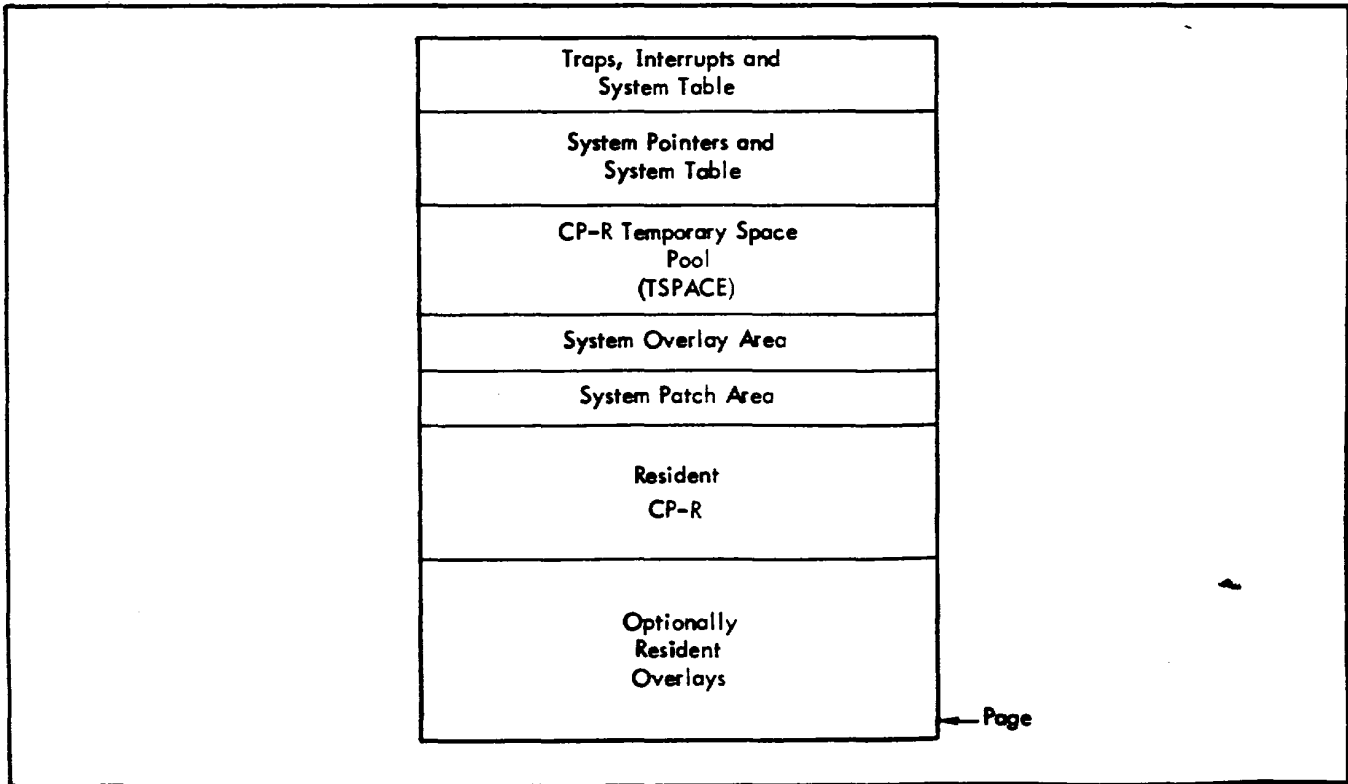 Traps, Interrupts and
System Table
System Pointers and
System Table
CP-R Temporary Space
Pool
(TSPACE)
System Overlay Area
System Patch Area
Resident
CP-R
Optionally
Resident
Overlays
Page